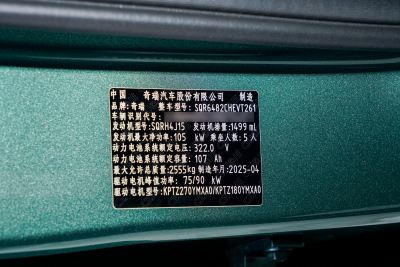 中国 奇瑞汽车股份有限公司 制造
品牌:奇瑞 整车型号:SQR6482CHEVT261
车辆识别代号:
发动机型号:SQRH4J15 发动机排量:1499mL
发动机最大净功率:105 kW 乘坐人数:5人
动力电池系统额定电压:322.0 V
动力电池系统额定容量:107 Ah
最大允许总质量:2555kg 制造年月:2025-04
驱动电机峰值功率:75/90 kW
驱动电机型号:KPTZ270YMXA0/KPTZ180YMXA0